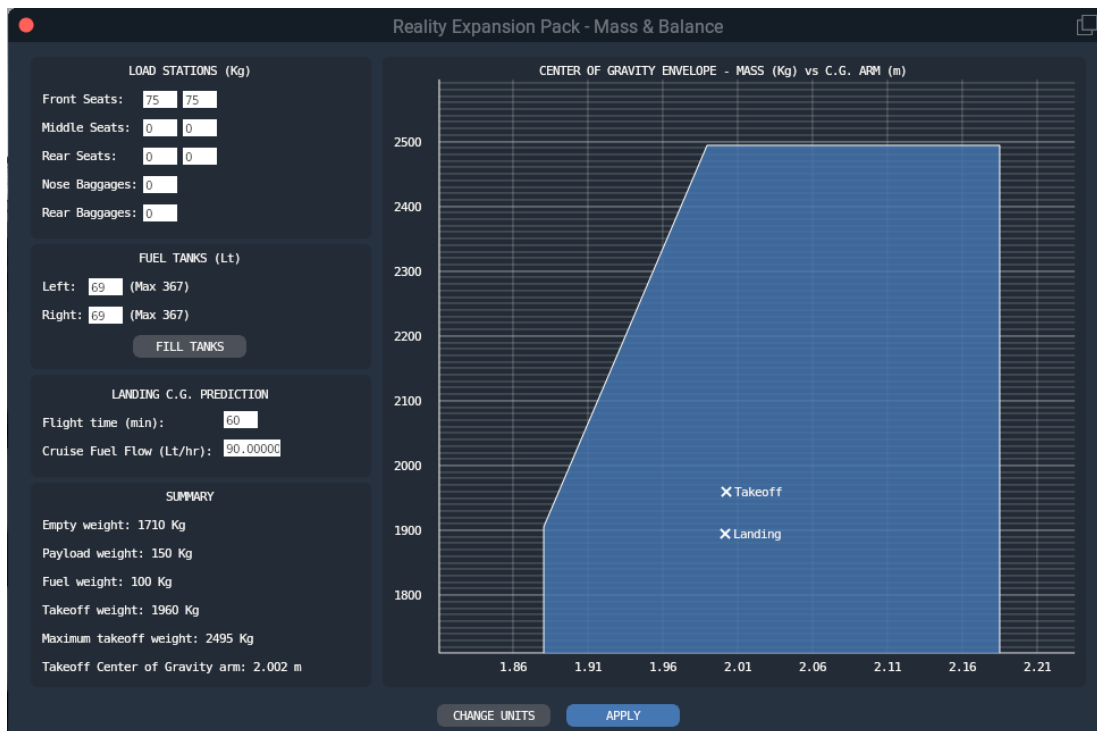 Reality Expansion Pack - Mass & Balance
LOAD STATIONS (Kg)
Front Seats: 75 75
Middle Seats: 0 0
Rear Seats: 0 0
Nose Baggages: 0
Rear Baggages: 0
FUEL TANKS (Lt)
Left: 69 (Max 367)
Right: 69 (Max 367)
FILL TANKS
LANDING C.G. PREDICTION
Flight time (min): 60
Cruise Fuel Flow (Lt/hr): 90.00000
SUMMARY
Empty weight: 1710 Kg
Payload weight: 150 Kg
Fuel weight: 100 Kg
Takeoff weight: 1960 Kg
Maximum takeoff weight: 2495 Kg
Takeoff Center of Gravity arm: 2.002 m
CENTER OF GRAVITY ENVELOPE - MASS (Kg) vs C.G. ARM (m)
2500
2400
2300
2200
2100
2000
1900
1800
Takeoff
Landing
1.86 1.91 1.96 2.01 2.06 2.11 2.16 2.21
CHANGE UNITS APPLY